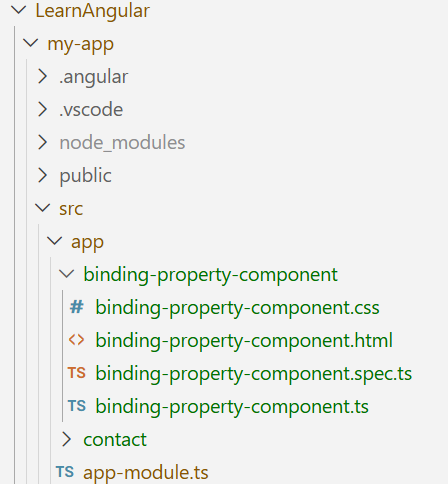 LearnAngular
my-app
.angular
.vscode
node_modules
public
src
app
binding-property-component
# binding-property-component.css
<> binding-property-component.html
TS binding-property-component.spec.ts
TS binding-property-component.ts
contact
TS app-module.ts